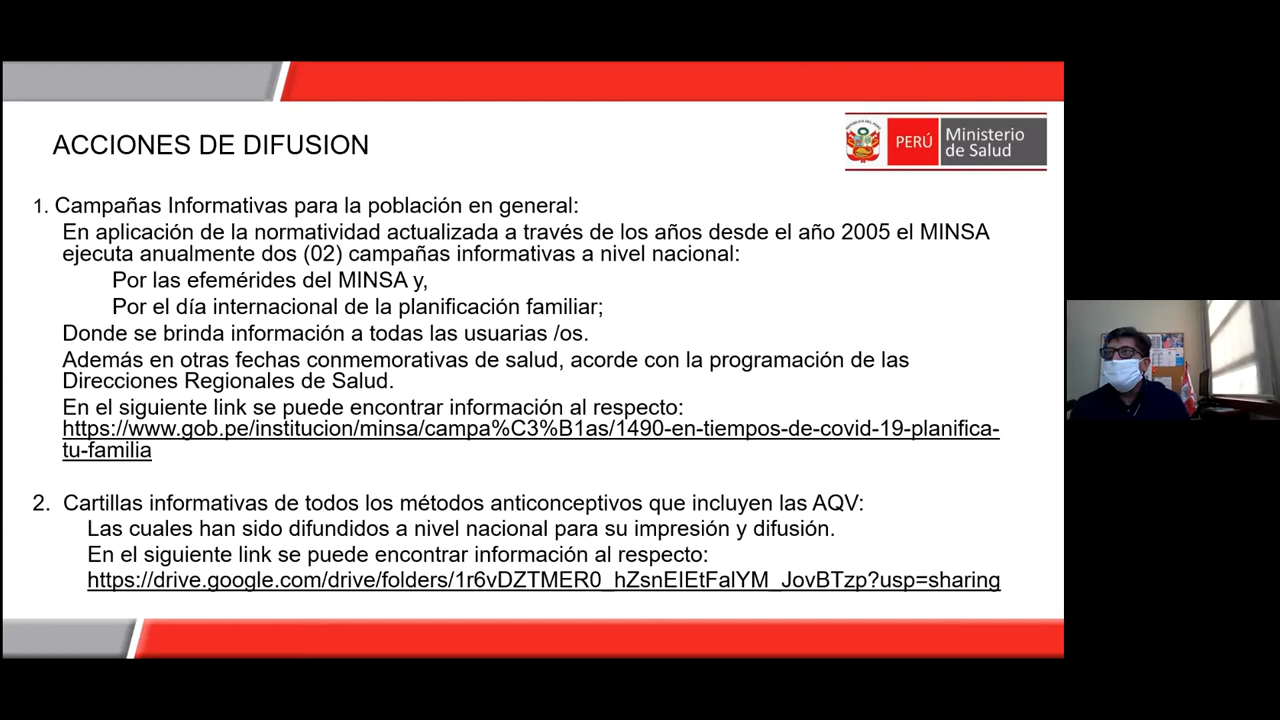 ACCIONES DE DIFUSION
PERÚ
Ministerio
de Salud
1. Campañas Informativas para la población en general:
En aplicación de la normatividad actualizada a través de los años desde el año 2005 el MINSA
ejecuta anualmente dos (02) campañas informativas a nivel nacional:
Por las efemérides del MINSA y,
Por el día internacional de la planificación familiar;
Donde se brinda información a todas las usuarias /os.
Además en otras fechas conmemorativas de salud, acorde con la programación de las
Direcciones Regionales de Salud.
En el siguiente link se puede encontrar información al respecto:
https://www.gob.pe/institucion/minsa/campa%C3%B1as/1490-en-tiempos-de-covid-19-planifica-
tu-familia
2. Cartillas informativas de todos los métodos anticonceptivos que incluyen las AQV:
Las cuales han sido difundidos a nivel nacional para su impresión y difusión.
En el siguiente link se puede encontrar información al respecto:
https://drive.google.com/drive/folders/1r6vDZTMER0_hZsnEIEtFalYM_JovBTzp?usp=sharing